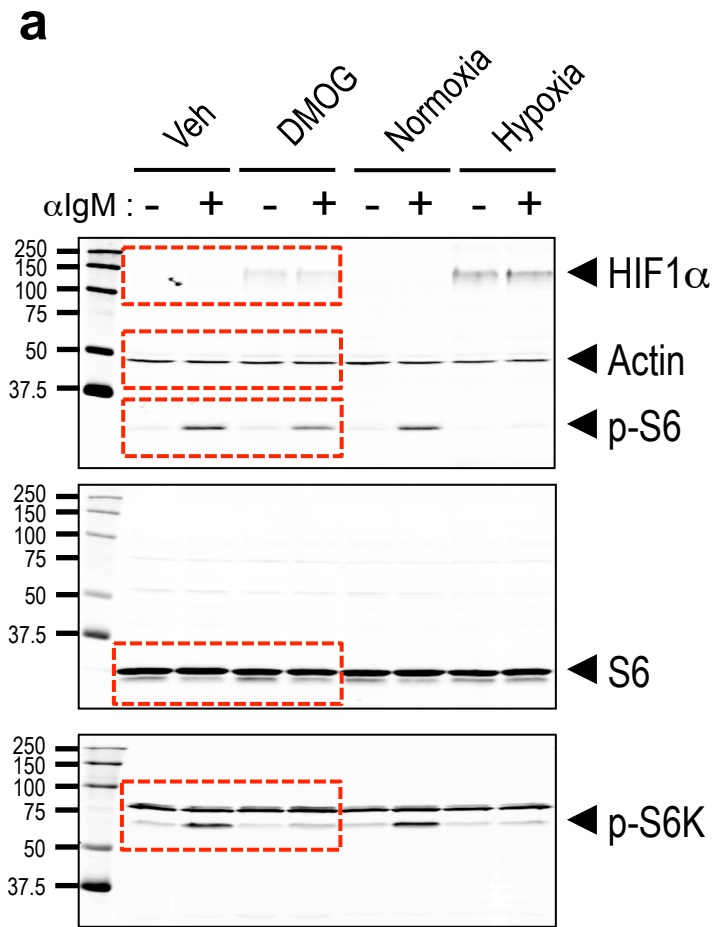 a
Veh DMOG Normoxia Hypoxia
αIgM : - + - + - + - +
250
150
100
75
50
37.5
HIF1α
Actin
p-S6
250
150
100
75
50
37.5
S6
250
150
100
75
50
37.5
p-S6K